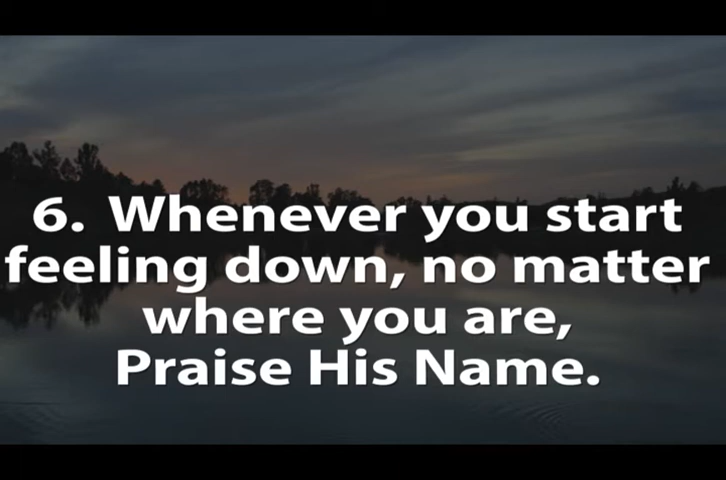 6. Whenever you start
feeling down, no matter
where you are,
Praise His Name.